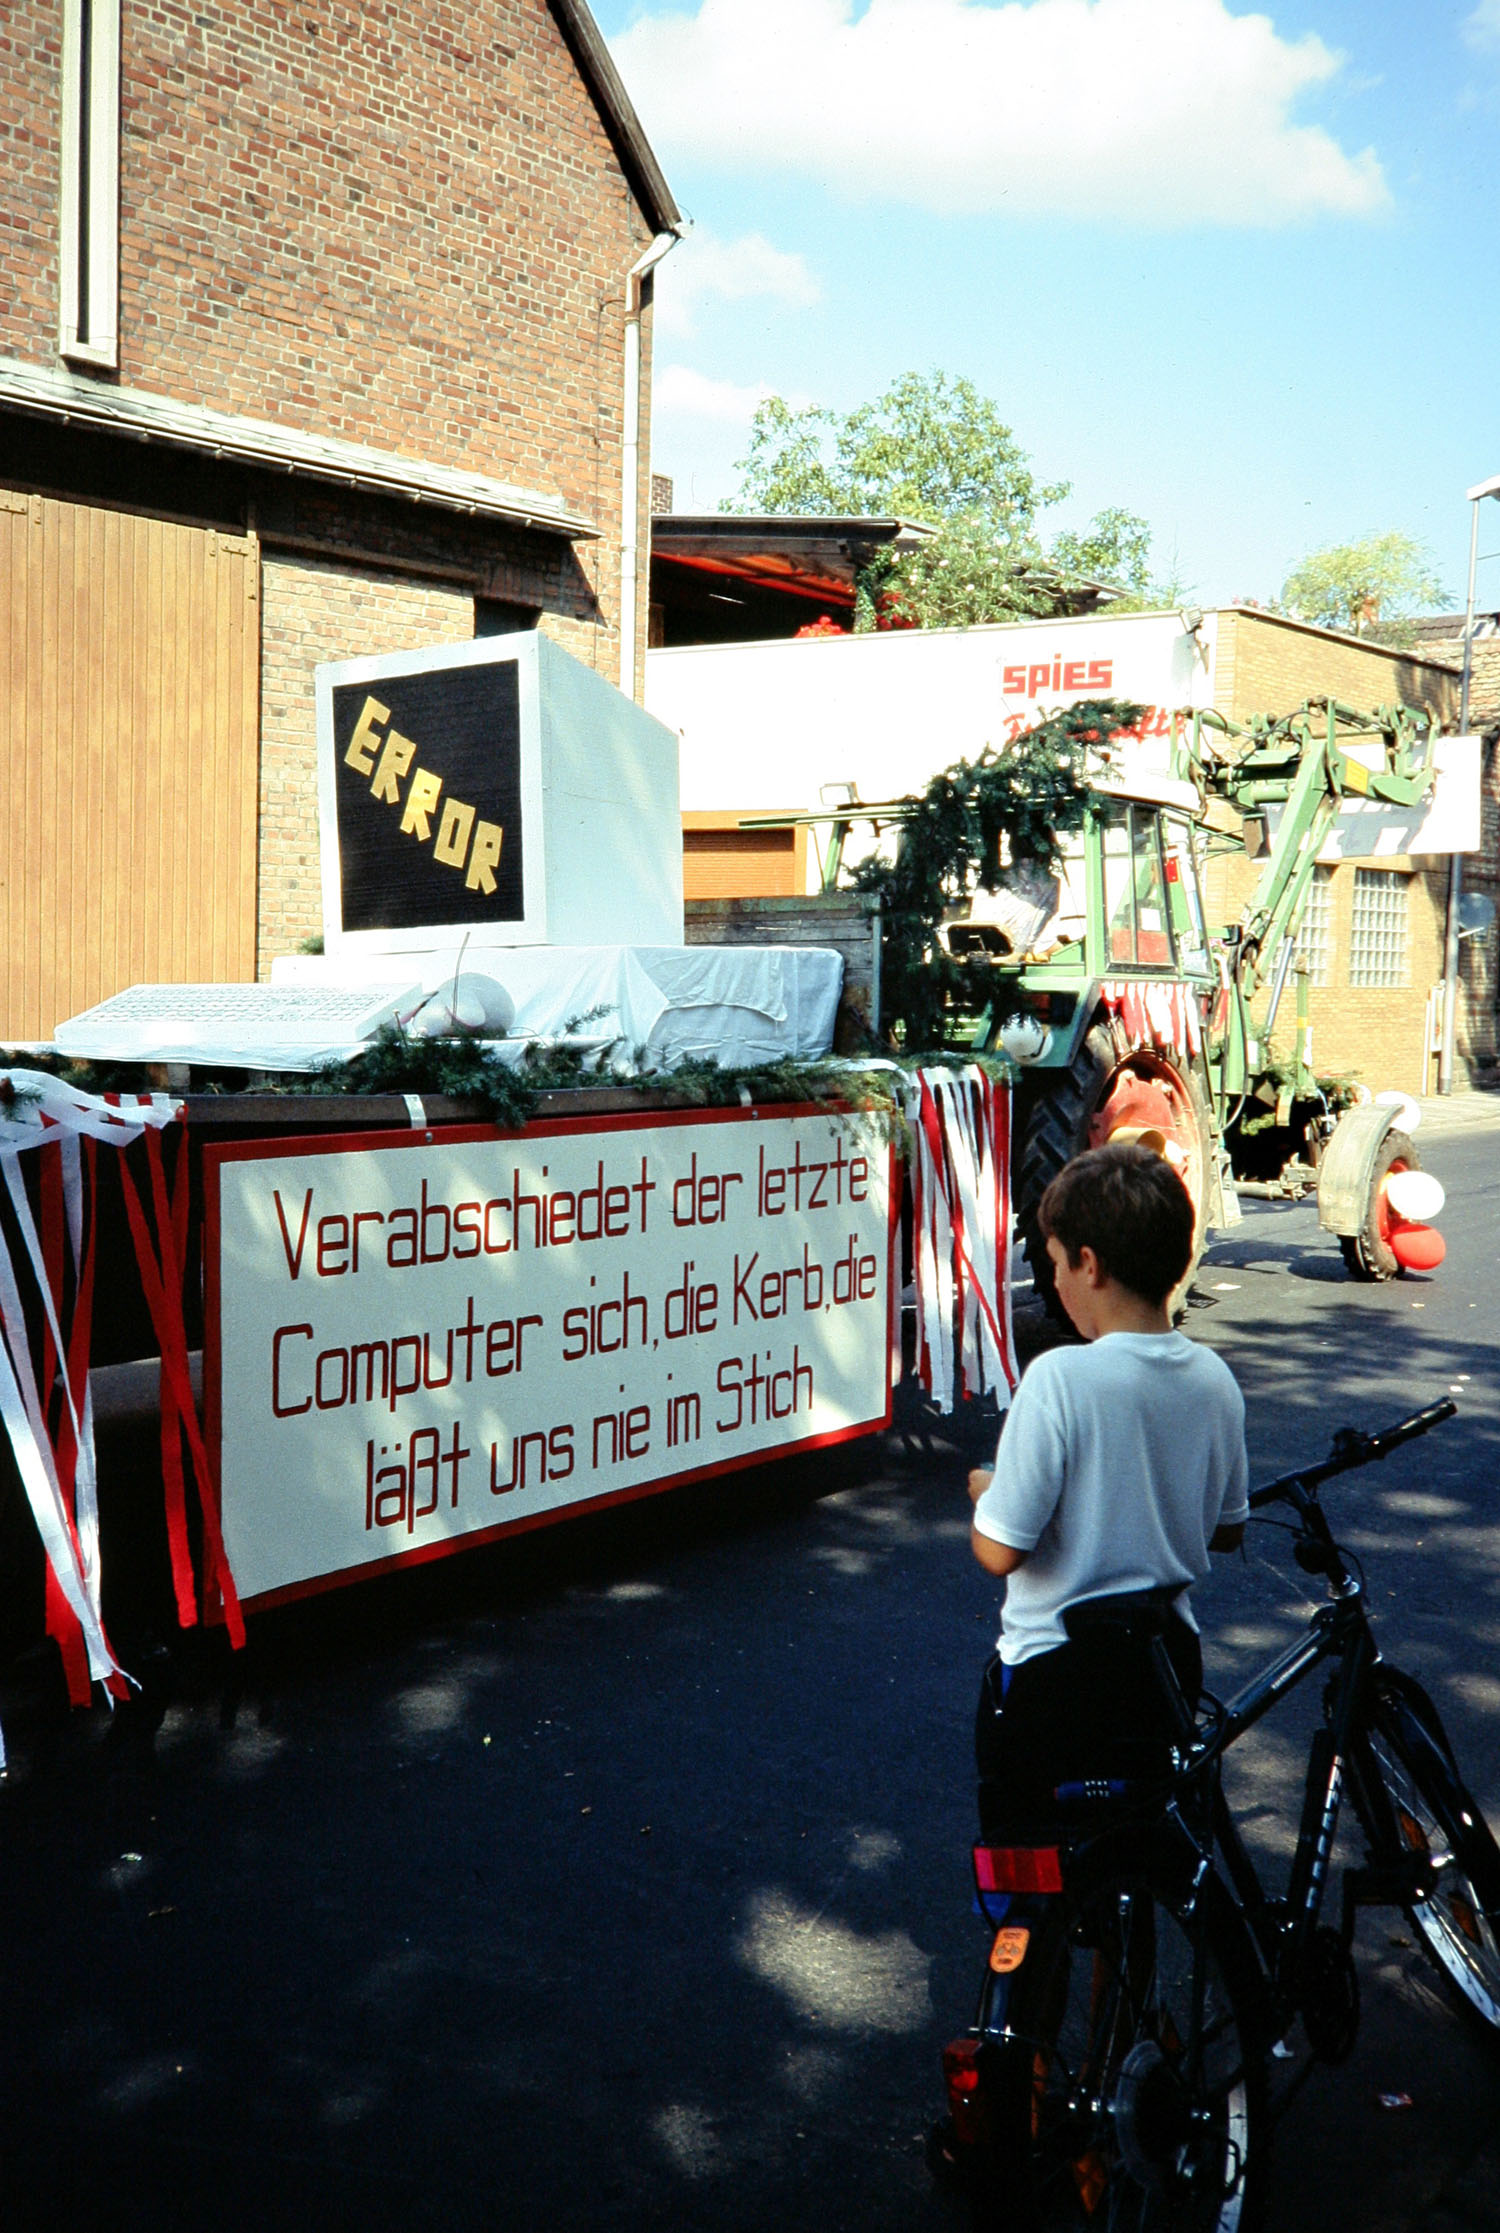 ERROR
spies
Verabschiedet der letzte
Computer sich, die Kerb, die
läßt uns nie im Stich